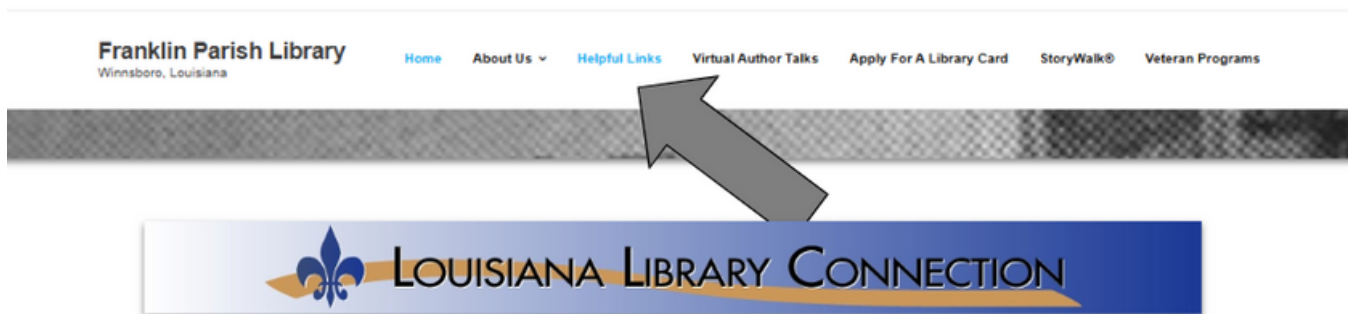 Franklin Parish Library
Winnsboro, Louisiana
Home About Us Helpful Links Virtual Author Talks Apply For A Library Card StoryWalk® Veteran Programs
LOUISIANA LIBRARY CONNECTION